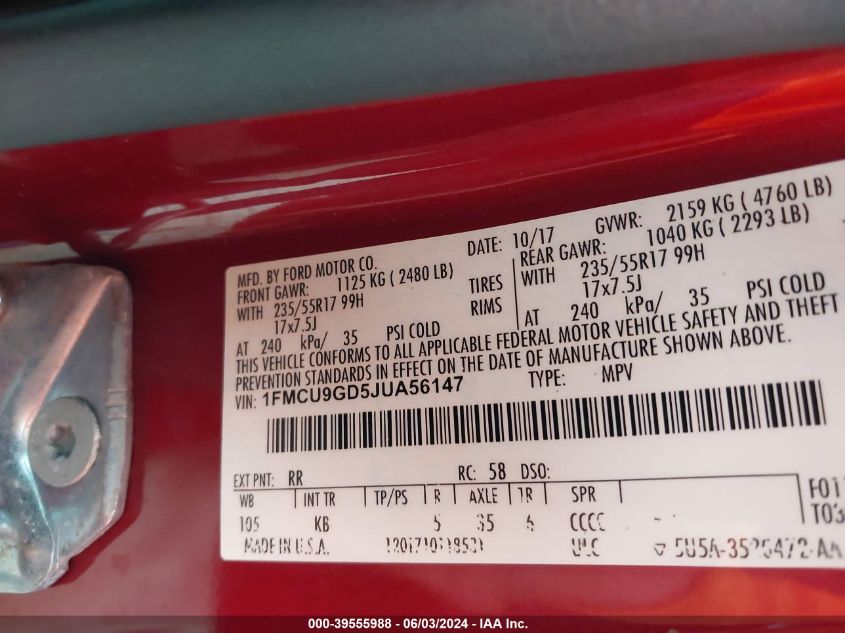 MFD. BY FORD MOTOR CO. DATE: 10/17 GVWR: 2159 KG ( 4760 LB)
FRONT GAWR: 1125 KG ( 2480 LB) REAR GAWR: 1040 KG ( 2293 LB)
WITH 235/55R17 99H TIRES WITH 235/55R17 99H
17x7.5J RIMS 17x7.5J
AT 240 kPa/ 35 PSI COLD AT 240 kPa/ 35 PSI COLD
THIS VEHICLE CONFORMS TO ALL APPLICABLE FEDERAL MOTOR VEHICLE SAFETY AND THEFT
PREVENTION STANDARDS IN EFFECT ON THE DATE OF MANUFACTURE SHOWN ABOVE.
VIN: 1FMCU9GD5JUA56147 TYPE: MPV
EXT PNT: RR RC: 58 DSO:
WB INT TR TP/PS R AXLE TR SPR
105 KB 5 35 6 CCCC
MADE IN U.S.A. ULC
000-39555988 - 06/03/2024 - IAA Inc.